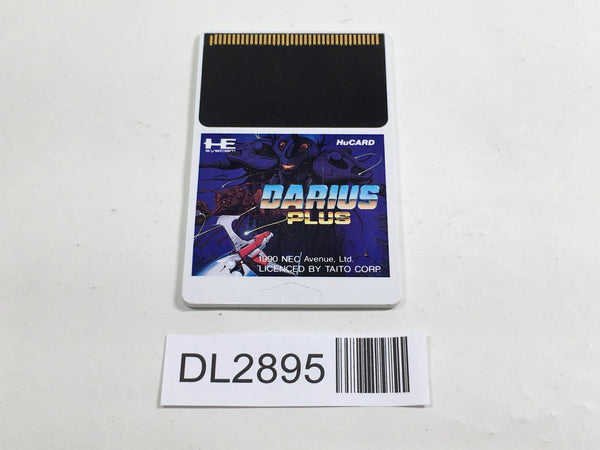 HE system
HuCARD
DARIUS
PLUS
1990 NEC Avenue, Ltd.
LICENCED BY TAITO CORP.
DL2895